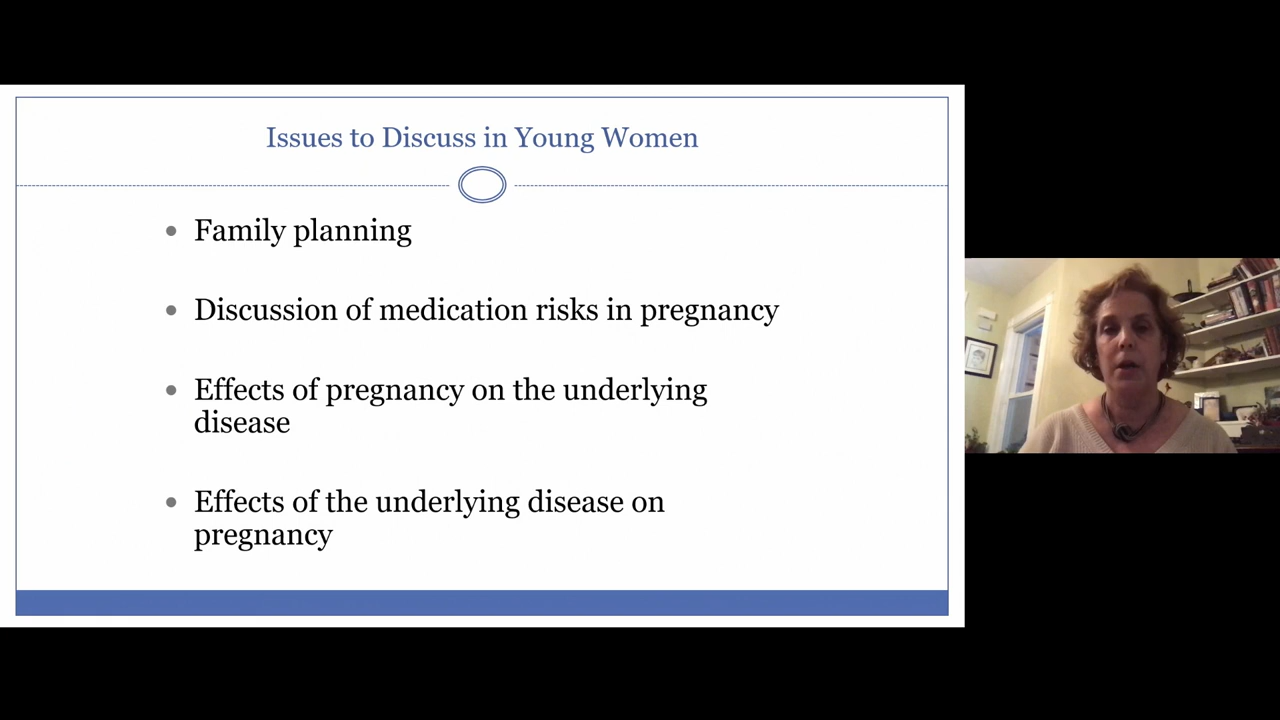 Issues to Discuss in Young Women
Family planning
Discussion of medication risks in pregnancy
Effects of pregnancy on the underlying
disease
Effects of the underlying disease on
pregnancy